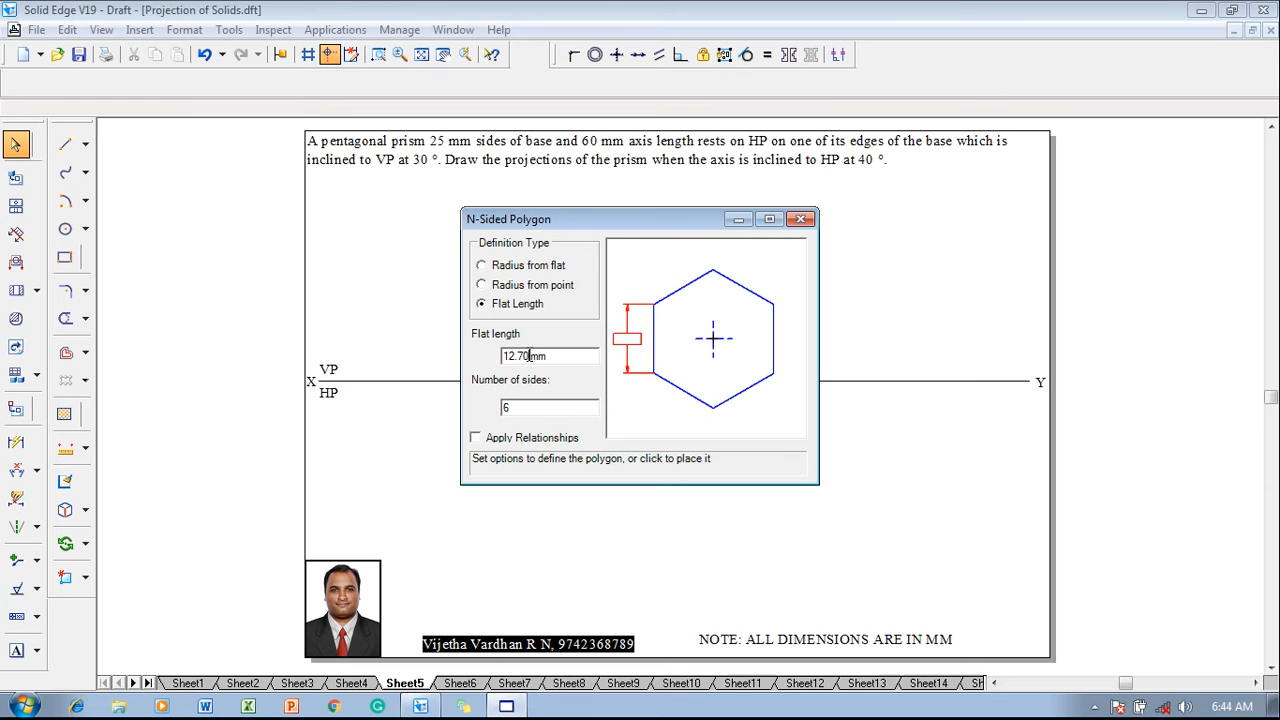 Solid Edge V19 - Draft - [Projection of Solids.dft]
File Edit View Insert Format Tools Inspect Applications Manage Window Help
A pentagonal prism 25 mm sides of base and 60 mm axis length rests on HP on one of its edges of the base which is
inclined to VP at 30 °. Draw the projections of the prism when the axis is inclined to HP at 40 °.
N-Sided Polygon
Definition Type
Radius from flat
Radius from point
Flat Length
Flat length
12.70 mm
Number of sides:
6
Apply Relationships
Set options to define the polygon, or click to place it
VP
X
Y
HP
A
Vijetha Vardhan R N, 9742368789
NOTE: ALL DIMENSIONS ARE IN MM
Sheet1 Sheet2 Sheet3 Sheet4 Sheet5 Sheet6 Sheet7 Sheet8 Sheet9 Sheet10 Sheet11 Sheet12 Sheet13 Sheet14 Sh
6:44 AM